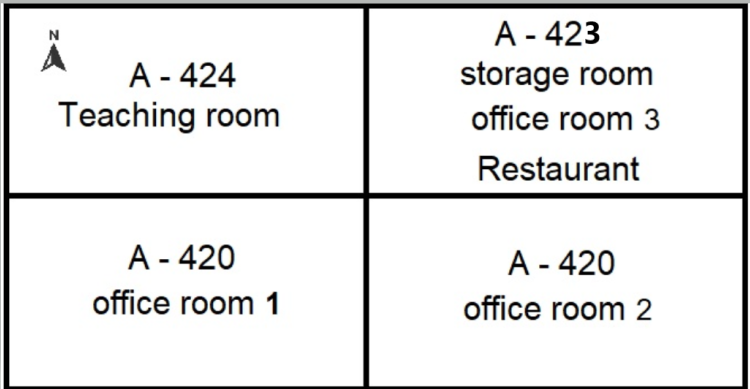 N
A - 424
Teaching room
A - 423
storage room
office room 3
Restaurant
A - 420
office room 1
A - 420
office room 2